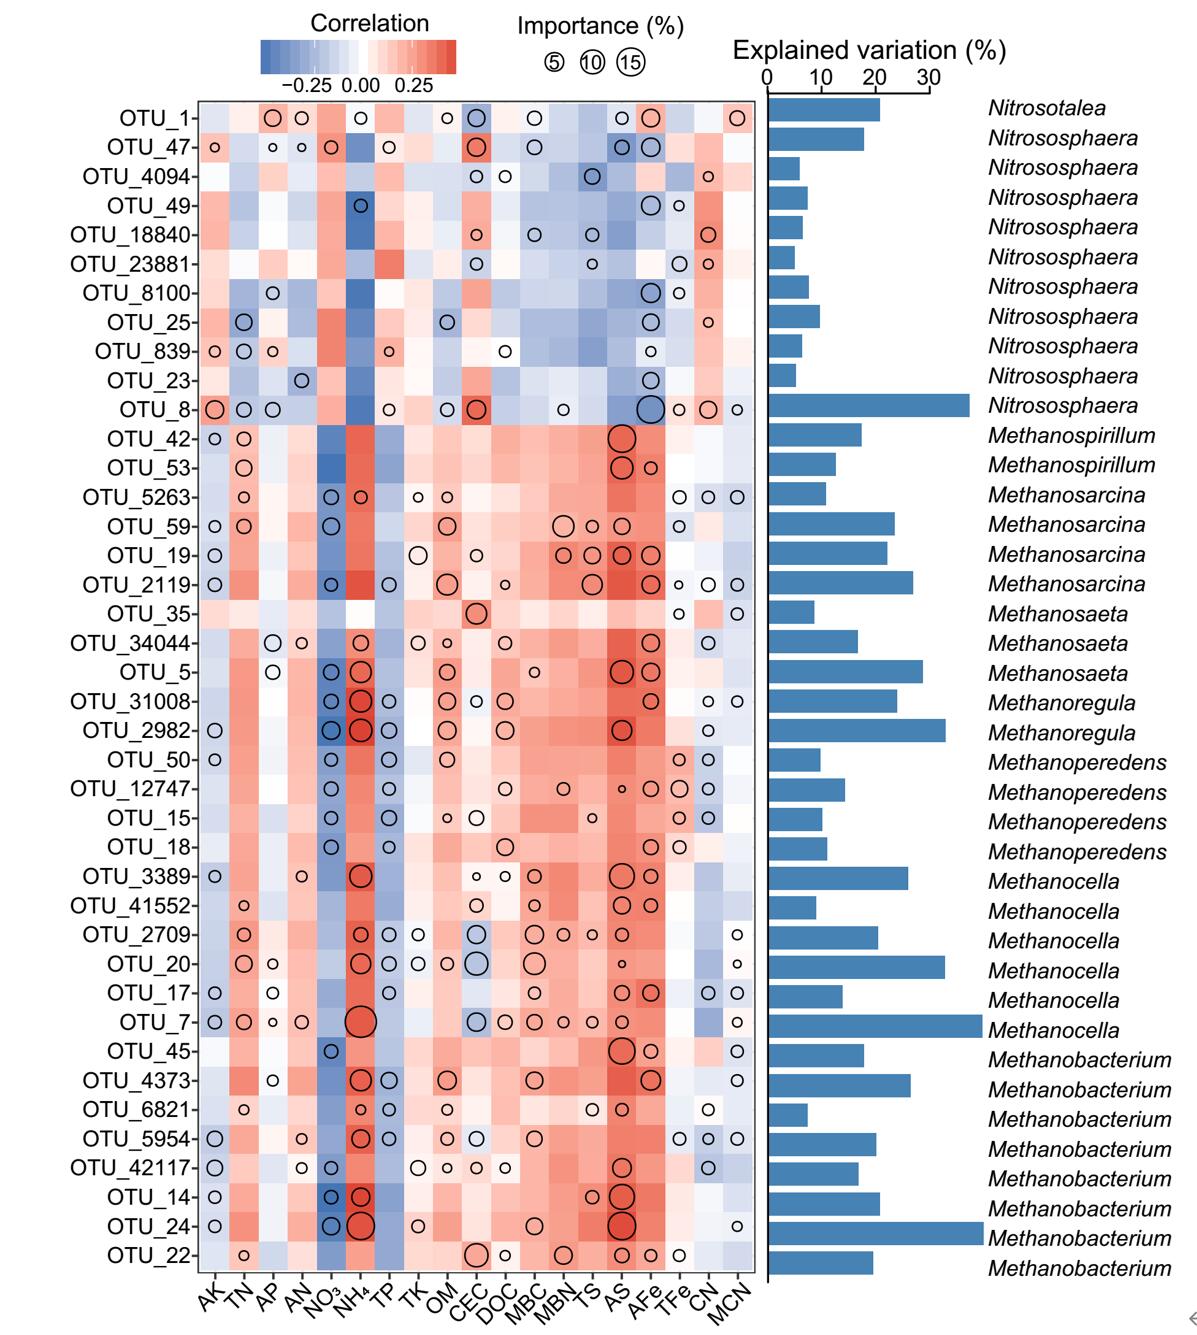 Correlation
−0.25 0.00 0.25
Importance (%)
5 10 15
Explained variation (%)
0 10 20 30
OTU_1 Nitrosotalea
OTU_47 Nitrososphaera
OTU_4094 Nitrososphaera
OTU_49 Nitrososphaera
OTU_18840 Nitrososphaera
OTU_23881 Nitrososphaera
OTU_8100 Nitrososphaera
OTU_25 Nitrososphaera
OTU_839 Nitrososphaera
OTU_23 Nitrososphaera
OTU_8 Nitrososphaera
OTU_42 Methanospirillum
OTU_53 Methanospirillum
OTU_5263 Methanosarcina
OTU_59 Methanosarcina
OTU_19 Methanosarcina
OTU_2119 Methanosarcina
OTU_35 Methanosaeta
OTU_34044 Methanosaeta
OTU_5 Methanosaeta
OTU_31008 Methanoregula
OTU_2982 Methanoregula
OTU_50 Methanoperedens
OTU_12747 Methanoperedens
OTU_15 Methanoperedens
OTU_18 Methanoperedens
OTU_3389 Methanocella
OTU_41552 Methanocella
OTU_2709 Methanocella
OTU_20 Methanocella
OTU_17 Methanocella
OTU_7 Methanocella
OTU_45 Methanobacterium
OTU_4373 Methanobacterium
OTU_6821 Methanobacterium
OTU_5954 Methanobacterium
OTU_42117 Methanobacterium
OTU_14 Methanobacterium
OTU_24 Methanobacterium
OTU_22 Methanobacterium
AK TN AP AN NO₃ NH₄ TP TK OM CEC DOC MBC MBN TS AS AFe TFe CN MCN